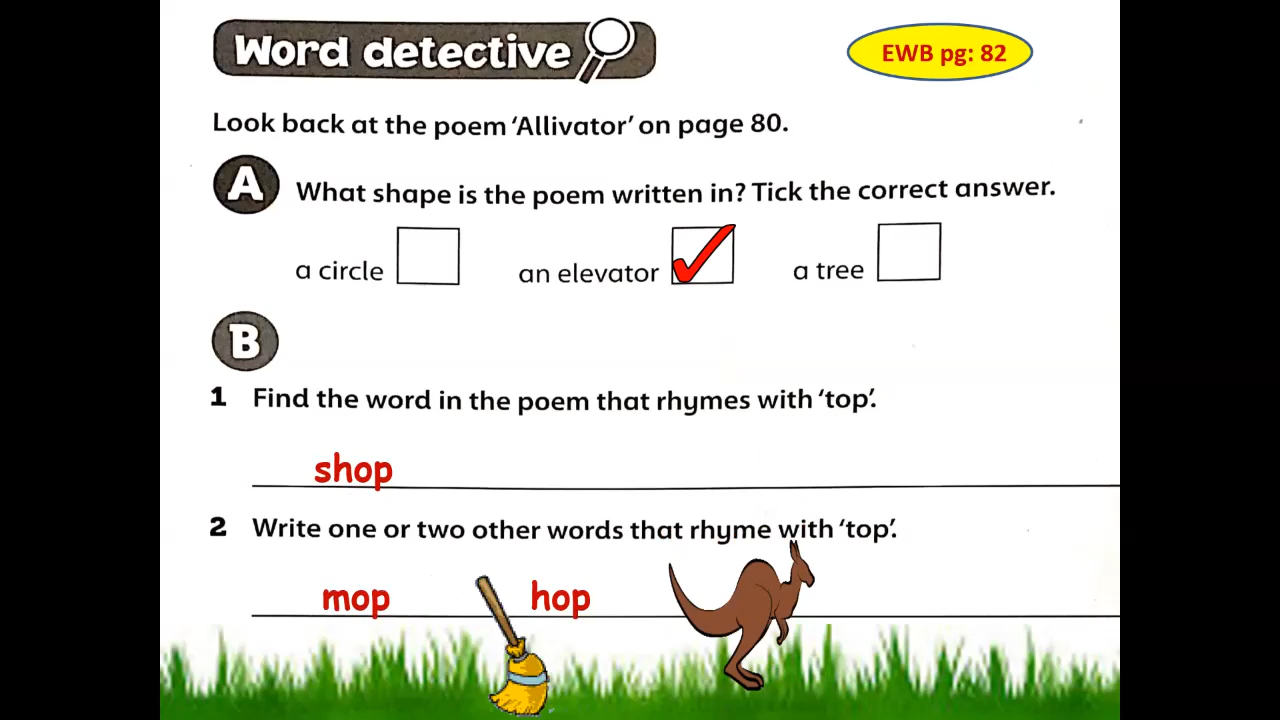 Word detective
EWB pg: 82
Look back at the poem ‘Allivator’ on page 80.
A What shape is the poem written in? Tick the correct answer.
a circle an elevator a tree
B
1 Find the word in the poem that rhymes with ‘top’.
shop
2 Write one or two other words that rhyme with ‘top’.
mop hop